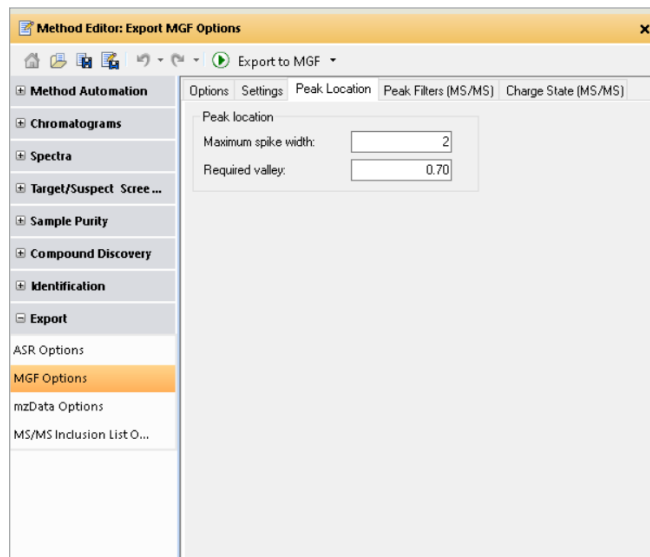 Method Editor: Export MGF Options
Export to MGF
Method Automation
Chromatograms
Spectra
Target/Suspect Scree ...
Sample Purity
Compound Discovery
Identification
Export
ASR Options
MGF Options
mzData Options
MS/MS Inclusion List O...
Options Settings Peak Location Peak Filters (MS/MS) Charge State (MS/MS)
Peak location
Maximum spike width: 2
Required valley: 0.70